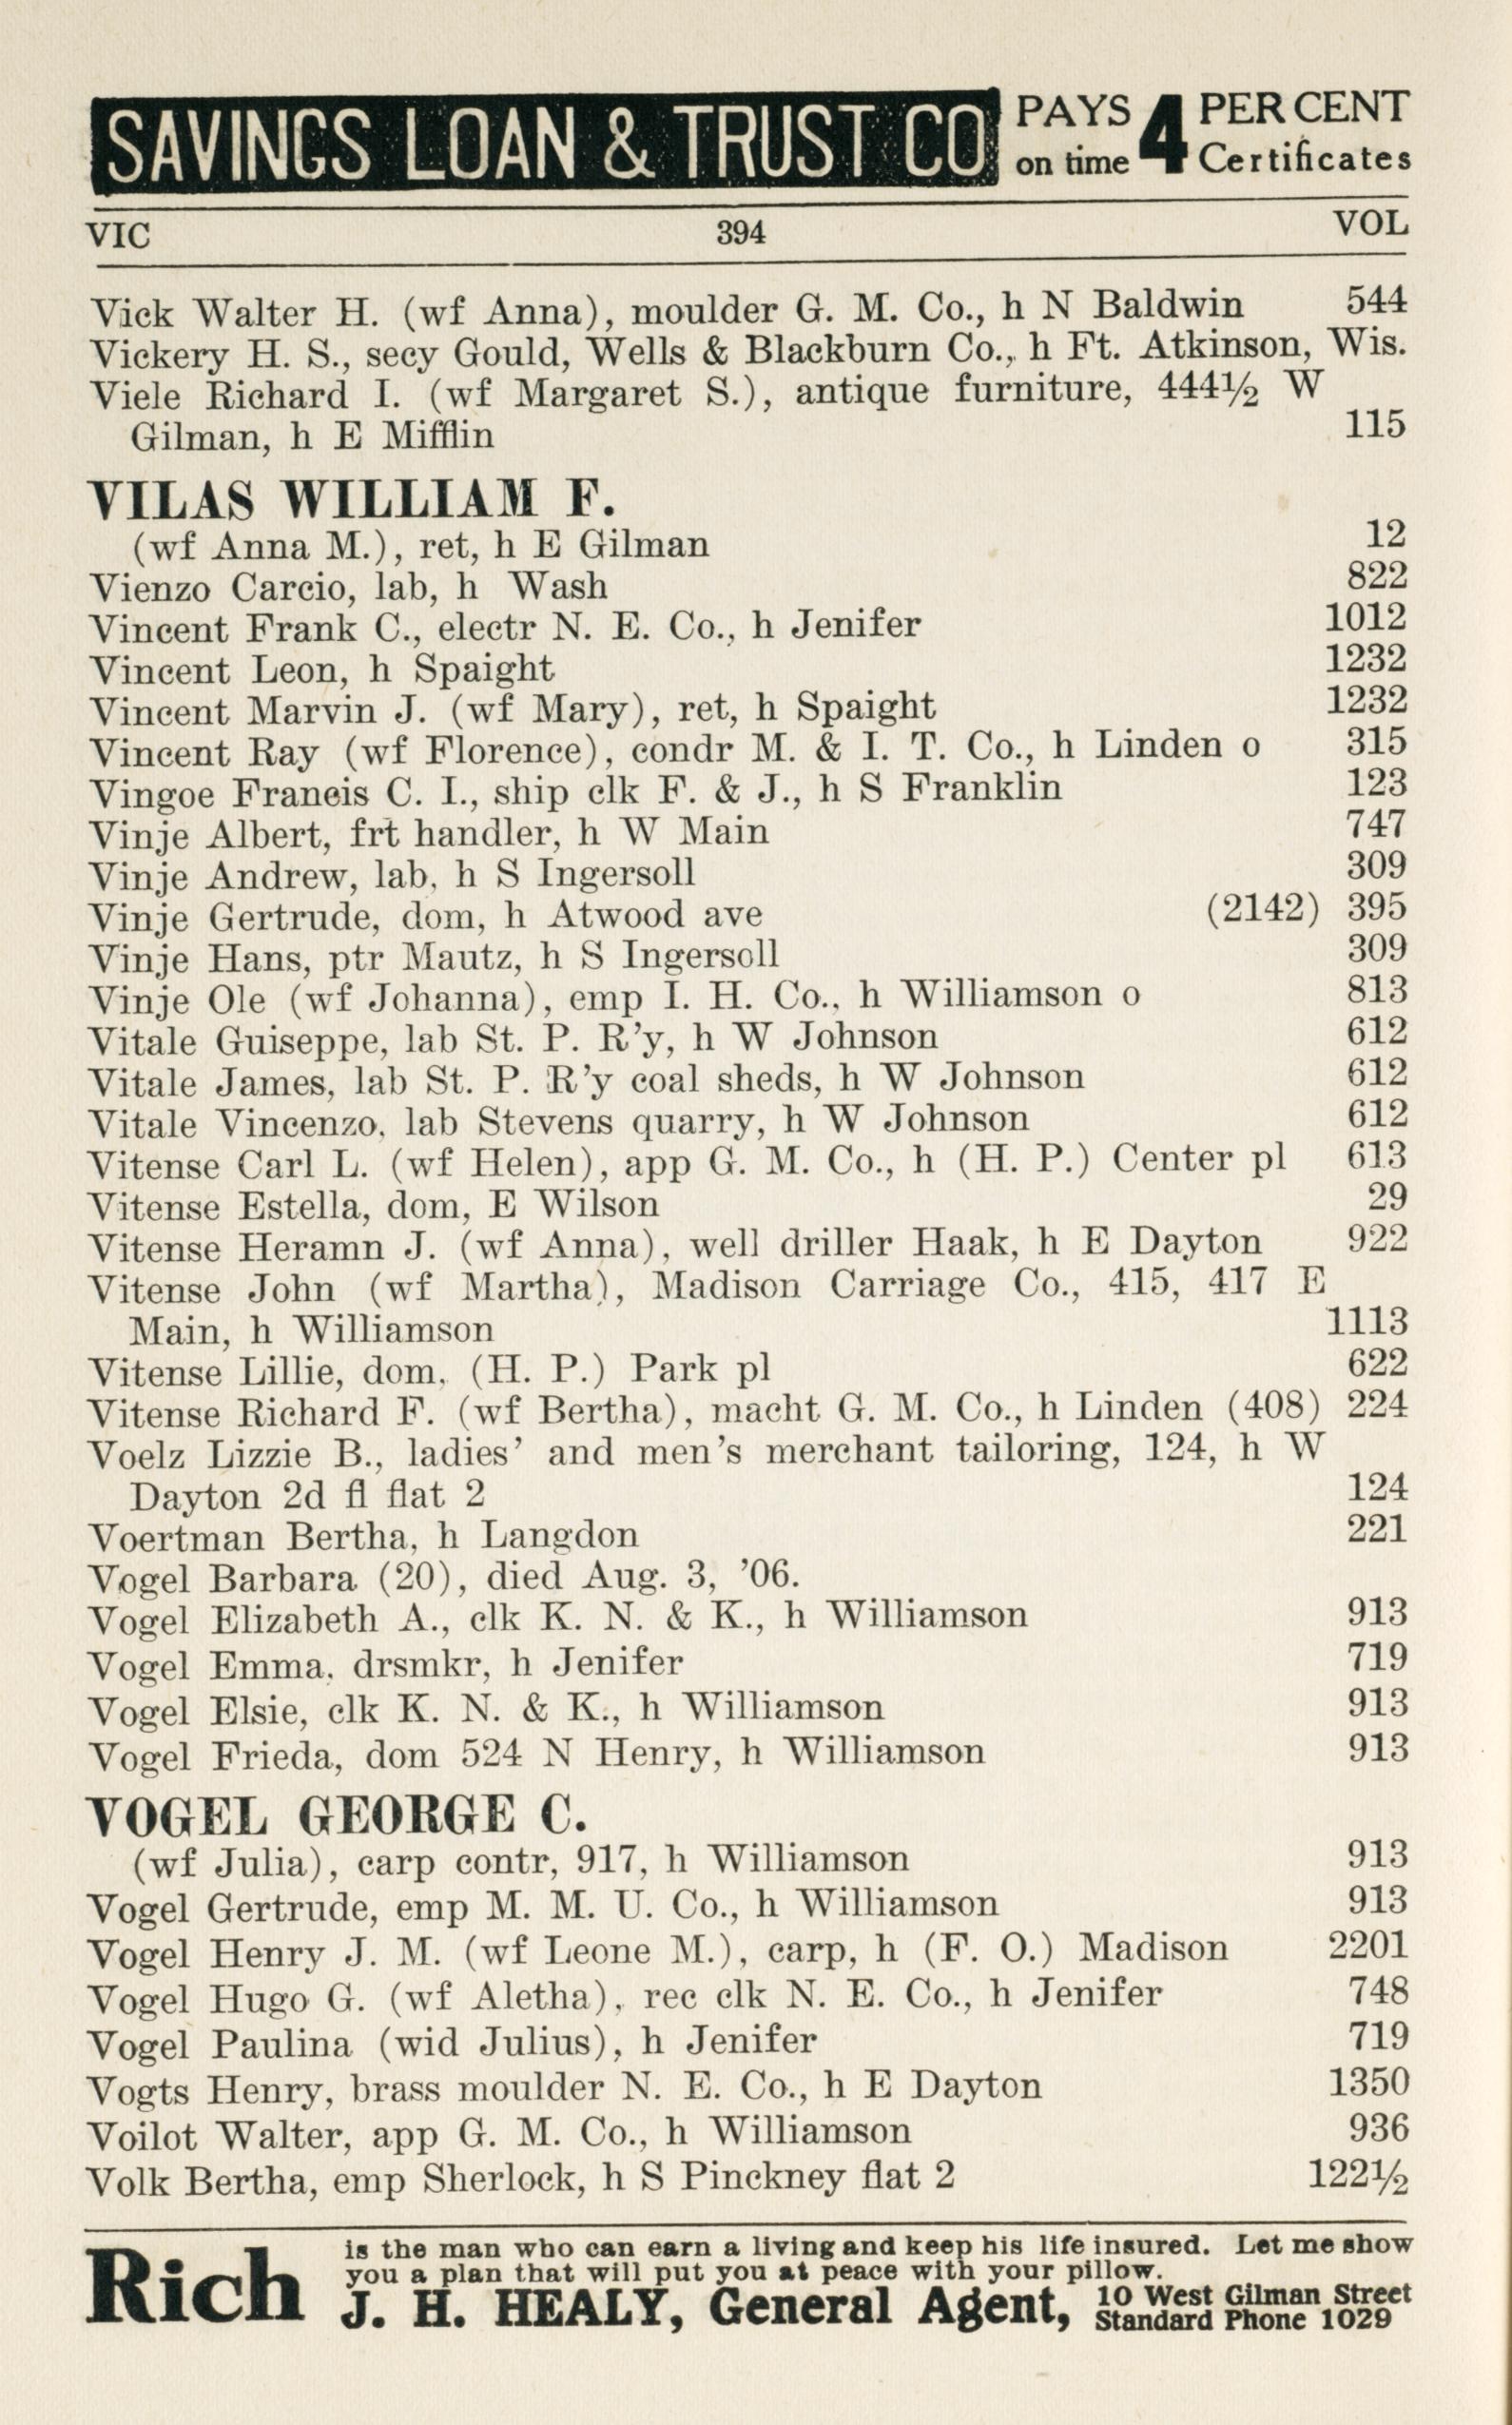 SAVINGS LOAN & TRUST CO PAYS on time 4 PER CENT Certificates
VIC 394 VOL
Vick Walter H. (wf Anna), moulder G. M. Co., h N Baldwin 544
Vickery H. S., secy Gould, Wells & Blackburn Co., h Ft. Atkinson, Wis.
Viele Richard I. (wf Margaret S.), antique furniture, 444½ W
Gilman, h E Mifflin 115
VILAS WILLIAM F.
(wf Anna M.), ret, h E Gilman 12
Vienzo Carcio, lab, h Wash 822
Vincent Frank C., electr N. E. Co., h Jenifer 1012
Vincent Leon, h Spaight 1232
Vincent Marvin J. (wf Mary), ret, h Spaight 1232
Vincent Ray (wf Florence), condr M. & I. T. Co., h Linden o 315
Vingoe Francis C. I., ship clk F. & J., h S Franklin 123
Vinje Albert, frt handler, h W Main 747
Vinje Andrew, lab, h S Ingersoll 309
Vinje Gertrude, dom, h Atwood ave (2142) 395
Vinje Hans, ptr Mautz, h S Ingersoll 309
Vinje Ole (wf Johanna), emp I. H. Co., h Williamson o 813
Vitale Guiseppe, lab St. P. R'y, h W Johnson 612
Vitale James, lab St. P. R'y coal sheds, h W Johnson 612
Vitale Vincenzo, lab Stevens quarry, h W Johnson 612
Vitense Carl L. (wf Helen), app G. M. Co., h (H. P.) Center pl 613
Vitense Estella, dom, E Wilson 29
Vitense Heramn J. (wf Anna), well driller Haak, h E Dayton 922
Vitense John (wf Martha), Madison Carriage Co., 415, 417 E
Main, h Williamson 1113
Vitense Lillie, dom, (H. P.) Park pl 622
Vitense Richard F. (wf Bertha), macht G. M. Co., h Linden (408) 224
Voelz Lizzie B., ladies' and men's merchant tailoring, 124, h W
Dayton 2d fl flat 2 124
Voertman Bertha, h Langdon 221
Vogel Barbara (20), died Aug. 3, '06.
Vogel Elizabeth A., clk K. N. & K., h Williamson 913
Vogel Emma, drsmkr, h Jenifer 719
Vogel Elsie, clk K. N. & K., h Williamson 913
Vogel Frieda, dom 524 N Henry, h Williamson 913
VOGEL GEORGE C.
(wf Julia), carp contr, 917, h Williamson 913
Vogel Gertrude, emp M. M. U. Co., h Williamson 913
Vogel Henry J. M. (wf Leone M.), carp, h (F. O.) Madison 2201
Vogel Hugo G. (wf Aletha), rec clk N. E. Co., h Jenifer 748
Vogel Paulina (wid Julius), h Jenifer 719
Vogts Henry, brass moulder N. E. Co., h E Dayton 1350
Voilot Walter, app G. M. Co., h Williamson 936
Volk Bertha, emp Sherlock, h S Pinckney flat 2 122½
Rich is the man who can earn a living and keep his life insured. Let me show
you a plan that will put you at peace with your pillow.
J. H. HEALY, General Agent, 10 West Gilman Street
Standard Phone 1029